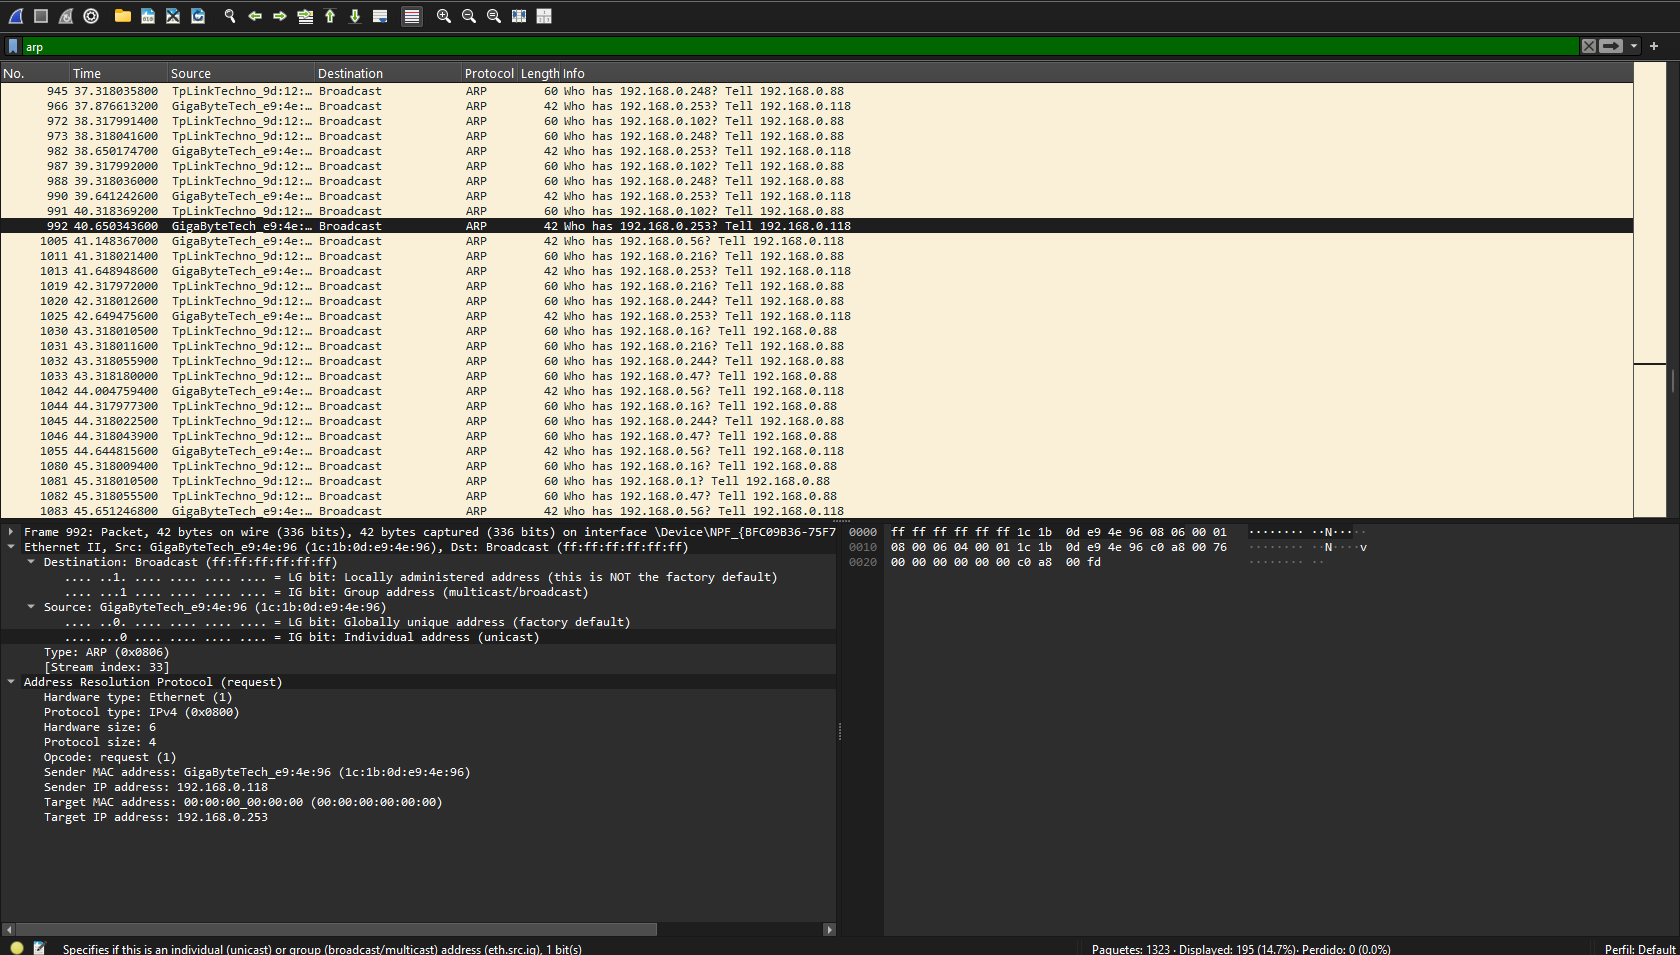 arp
No. Time Source Destination Protocol Length Info
945 37.318035800 TpLinkTechno_9d:12:… Broadcast ARP 60 Who has 192.168.0.248? Tell 192.168.0.88
966 37.876613200 GigaByteTech_e9:4e:… Broadcast ARP 42 Who has 192.168.0.253? Tell 192.168.0.118
972 38.317991400 TpLinkTechno_9d:12:… Broadcast ARP 60 Who has 192.168.0.102? Tell 192.168.0.88
973 38.318041600 TpLinkTechno_9d:12:… Broadcast ARP 60 Who has 192.168.0.248? Tell 192.168.0.88
982 38.650174700 GigaByteTech_e9:4e:… Broadcast ARP 42 Who has 192.168.0.253? Tell 192.168.0.118
987 39.317992000 TpLinkTechno_9d:12:… Broadcast ARP 60 Who has 192.168.0.102? Tell 192.168.0.88
988 39.318036000 TpLinkTechno_9d:12:… Broadcast ARP 60 Who has 192.168.0.248? Tell 192.168.0.88
990 39.641242600 GigaByteTech_e9:4e:… Broadcast ARP 42 Who has 192.168.0.253? Tell 192.168.0.118
991 40.318369200 TpLinkTechno_9d:12:… Broadcast ARP 60 Who has 192.168.0.102? Tell 192.168.0.88
992 40.650343600 GigaByteTech_e9:4e:… Broadcast ARP 42 Who has 192.168.0.253? Tell 192.168.0.118
1005 41.148367000 GigaByteTech_e9:4e:… Broadcast ARP 42 Who has 192.168.0.56? Tell 192.168.0.118
1011 41.318021400 TpLinkTechno_9d:12:… Broadcast ARP 60 Who has 192.168.0.216? Tell 192.168.0.88
1013 41.648948600 GigaByteTech_e9:4e:… Broadcast ARP 42 Who has 192.168.0.253? Tell 192.168.0.118
1019 42.317972000 TpLinkTechno_9d:12:… Broadcast ARP 60 Who has 192.168.0.216? Tell 192.168.0.88
1020 42.318012600 TpLinkTechno_9d:12:… Broadcast ARP 60 Who has 192.168.0.244? Tell 192.168.0.88
1025 42.649475600 GigaByteTech_e9:4e:… Broadcast ARP 42 Who has 192.168.0.253? Tell 192.168.0.118
1030 43.318010500 TpLinkTechno_9d:12:… Broadcast ARP 60 Who has 192.168.0.16? Tell 192.168.0.88
1031 43.318011600 TpLinkTechno_9d:12:… Broadcast ARP 60 Who has 192.168.0.216? Tell 192.168.0.88
1032 43.318055900 TpLinkTechno_9d:12:… Broadcast ARP 60 Who has 192.168.0.244? Tell 192.168.0.88
1033 43.318180000 TpLinkTechno_9d:12:… Broadcast ARP 60 Who has 192.168.0.47? Tell 192.168.0.88
1042 44.004759400 GigaByteTech_e9:4e:… Broadcast ARP 42 Who has 192.168.0.56? Tell 192.168.0.118
1044 44.317977300 TpLinkTechno_9d:12:… Broadcast ARP 60 Who has 192.168.0.16? Tell 192.168.0.88
1045 44.318022500 TpLinkTechno_9d:12:… Broadcast ARP 60 Who has 192.168.0.244? Tell 192.168.0.88
1046 44.318043900 TpLinkTechno_9d:12:… Broadcast ARP 60 Who has 192.168.0.47? Tell 192.168.0.88
1055 44.644815600 GigaByteTech_e9:4e:… Broadcast ARP 42 Who has 192.168.0.56? Tell 192.168.0.118
1080 45.318009400 TpLinkTechno_9d:12:… Broadcast ARP 60 Who has 192.168.0.16? Tell 192.168.0.88
1081 45.318010500 TpLinkTechno_9d:12:… Broadcast ARP 60 Who has 192.168.0.1? Tell 192.168.0.88
1082 45.318055500 TpLinkTechno_9d:12:… Broadcast ARP 60 Who has 192.168.0.47? Tell 192.168.0.88
1083 45.651246800 GigaByteTech_e9:4e:… Broadcast ARP 42 Who has 192.168.0.56? Tell 192.168.0.118
Frame 992: Packet, 42 bytes on wire (336 bits), 42 bytes captured (336 bits) on interface \Device\NPF_{BFC09B36-75F7
Ethernet II, Src: GigaByteTech_e9:4e:96 (1c:1b:0d:e9:4e:96), Dst: Broadcast (ff:ff:ff:ff:ff:ff)
Destination: Broadcast (ff:ff:ff:ff:ff:ff)
.... ..1. .... .... .... .... = LG bit: Locally administered address (this is NOT the factory default)
.... ...1 .... .... .... .... = IG bit: Group address (multicast/broadcast)
Source: GigaByteTech_e9:4e:96 (1c:1b:0d:e9:4e:96)
.... ..0. .... .... .... .... = LG bit: Globally unique address (factory default)
.... ...0 .... .... .... .... = IG bit: Individual address (unicast)
Type: ARP (0x0806)
[Stream index: 33]
Address Resolution Protocol (request)
Hardware type: Ethernet (1)
Protocol type: IPv4 (0x0800)
Hardware size: 6
Protocol size: 4
Opcode: request (1)
Sender MAC address: GigaByteTech_e9:4e:96 (1c:1b:0d:e9:4e:96)
Sender IP address: 192.168.0.118
Target MAC address: 00:00:00_00:00:00 (00:00:00:00:00:00)
Target IP address: 192.168.0.253
0000 ff ff ff ff ff ff 1c 1b 0d e9 4e 96 08 06 00 01 ········ ··N·····
0010 08 00 06 04 00 01 1c 1b 0d e9 4e 96 c0 a8 00 76 ········ ··N····v
0020 00 00 00 00 00 00 c0 a8 00 fd ········ ··
Specifies if this is an individual (unicast) or group (broadcast/multicast) address (eth.src.ig), 1 bit(s)
Paquetes: 1323 · Displayed: 195 (14.7%) · Perdido: 0 (0.0%)
Perfil: Default